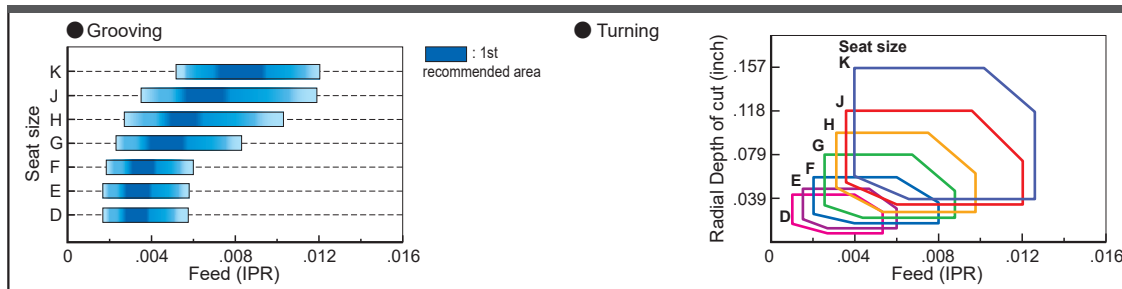 Grooving
K
J
H
G
F
E
D
Seat size
0
.004
.008
.012
.016
Feed (IPR)
: 1st
recommended area
Turning
Seat size
K
J
H
G
F
E
D
.157
.118
.079
.039
Radial Depth of cut (inch)
0
.004
.008
.012
.016
Feed (IPR)